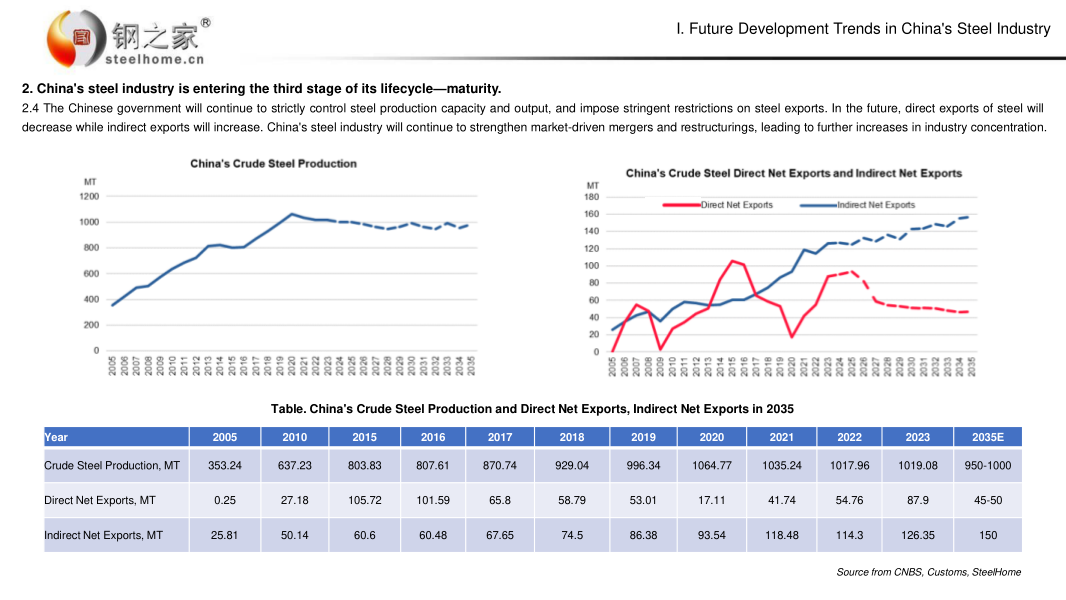 钢之家®
steelhome.cn
I. Future Development Trends in China's Steel Industry
2. China's steel industry is entering the third stage of its lifecycle—maturity.
2.4 The Chinese government will continue to strictly control steel production capacity and output, and impose stringent restrictions on steel exports. In the future, direct exports of steel will
decrease while indirect exports will increase. China's steel industry will continue to strengthen market-driven mergers and restructurings, leading to further increases in industry concentration.
China's Crude Steel Production
MT
1200
1000
800
600
400
200
0
2005 2006 2007 2008 2009 2010 2011 2012 2013 2014 2015 2016 2017 2018 2019 2020 2021 2022 2023 2024 2025 2026 2027 2028 2029 2030 2031 2032 2033 2034 2035
China's Crude Steel Direct Net Exports and Indirect Net Exports
MT
180
Direct Net Exports Indirect Net Exports
160
140
120
100
80
60
40
20
0
2005 2006 2007 2008 2009 2010 2011 2012 2013 2014 2015 2016 2017 2018 2019 2020 2021 2022 2023 2024 2025 2026 2027 2028 2029 2030 2031 2032 2033 2034 2035
Table. China's Crude Steel Production and Direct Net Exports, Indirect Net Exports in 2035
Year 2005 2010 2015 2016 2017 2018 2019 2020 2021 2022 2023 2035E
Crude Steel Production, MT 353.24 637.23 803.83 807.61 870.74 929.04 996.34 1064.77 1035.24 1017.96 1019.08 950-1000
Direct Net Exports, MT 0.25 27.18 105.72 101.59 65.8 58.79 53.01 17.11 41.74 54.76 87.9 45-50
Indirect Net Exports, MT 25.81 50.14 60.6 60.48 67.65 74.5 86.38 93.54 118.48 114.3 126.35 150
Source from CNBS, Customs, SteelHome